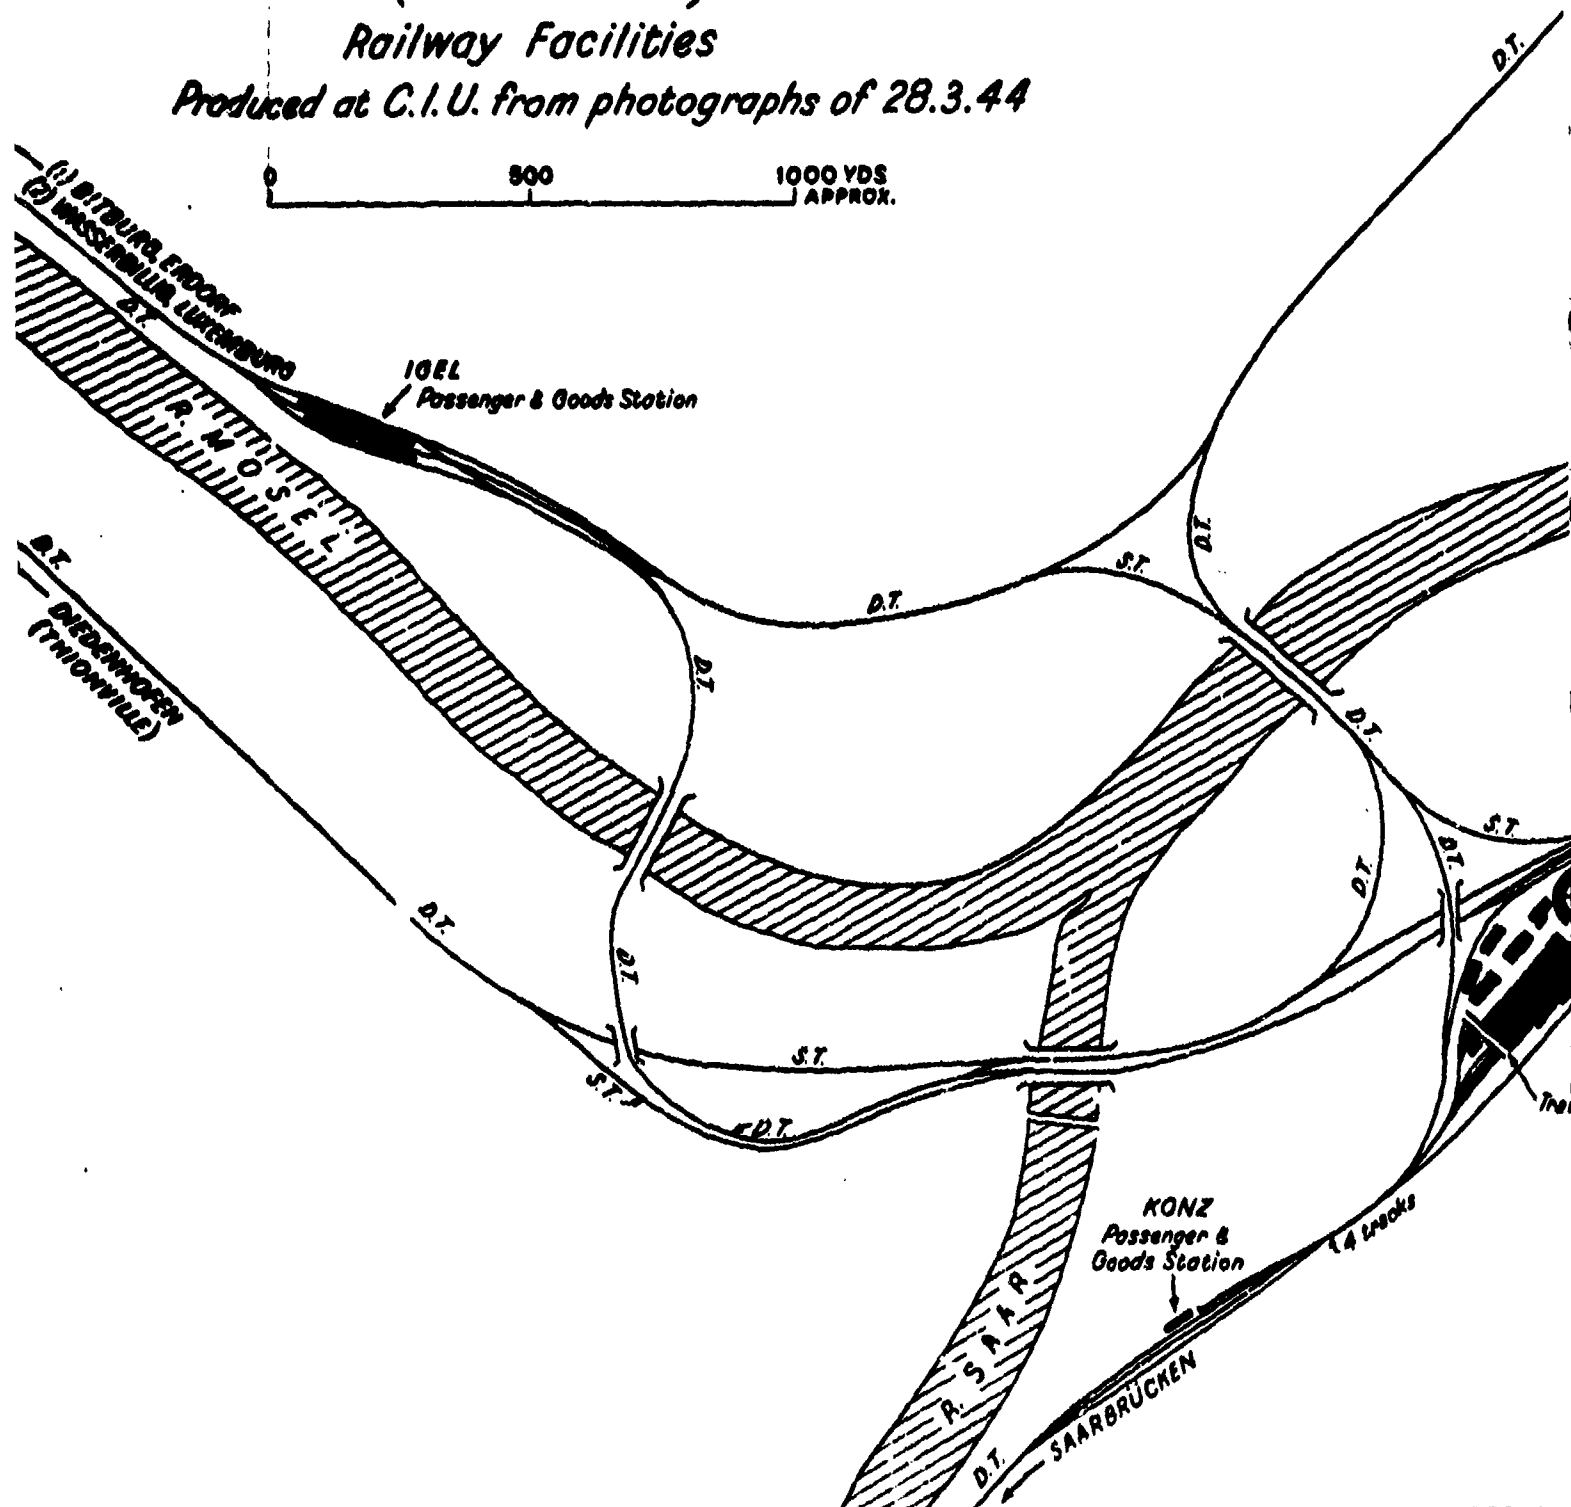 Railway Facilities
Produced at C.I.U. from photographs of 28.3.44
0 500 1000 YDS
APPROX.
D.T.
(1) BITBURG, ERDORF
(2) WASSERBILLIG, LUXEMBURG
D.T.
IGEL
Passenger & Goods Station
R. MOSEL
D.T.
S.T.
D.T.
D.T.
DIEDENHOFEN
(THIONVILLE)
D.T.
D.T.
S.T.
D.T.
D.T.
D.T.
D.T.
S.T.
S.T.
D.T.
KONZ
Passenger &
Goods Station
4 tracks
R. SAAR
SAARBRÜCKEN
D.T.